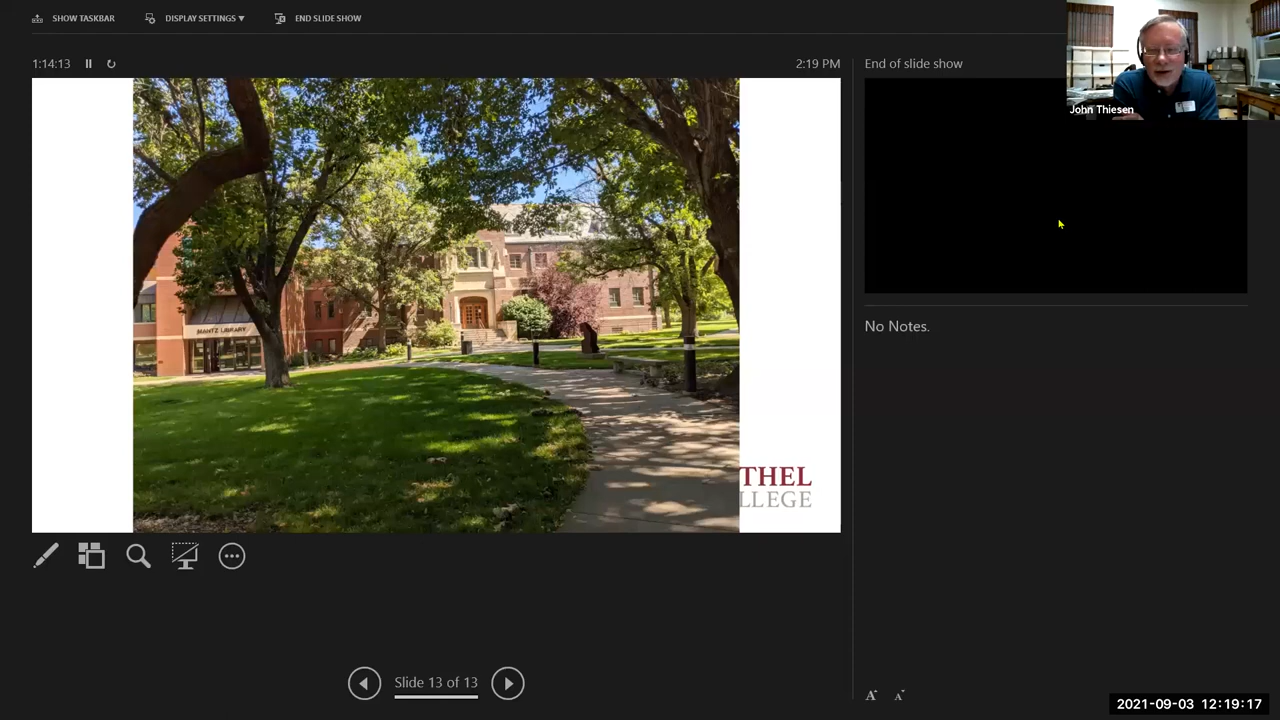 SHOW TASKBAR
DISPLAY SETTINGS ▼
END SLIDE SHOW
1:14:13
2:19 PM
End of slide show
John Thiesen
No Notes.
MANTZ LIBRARY
THEL
LLEGE
Slide 13 of 13
A
A
2021-09-03 12:19:17